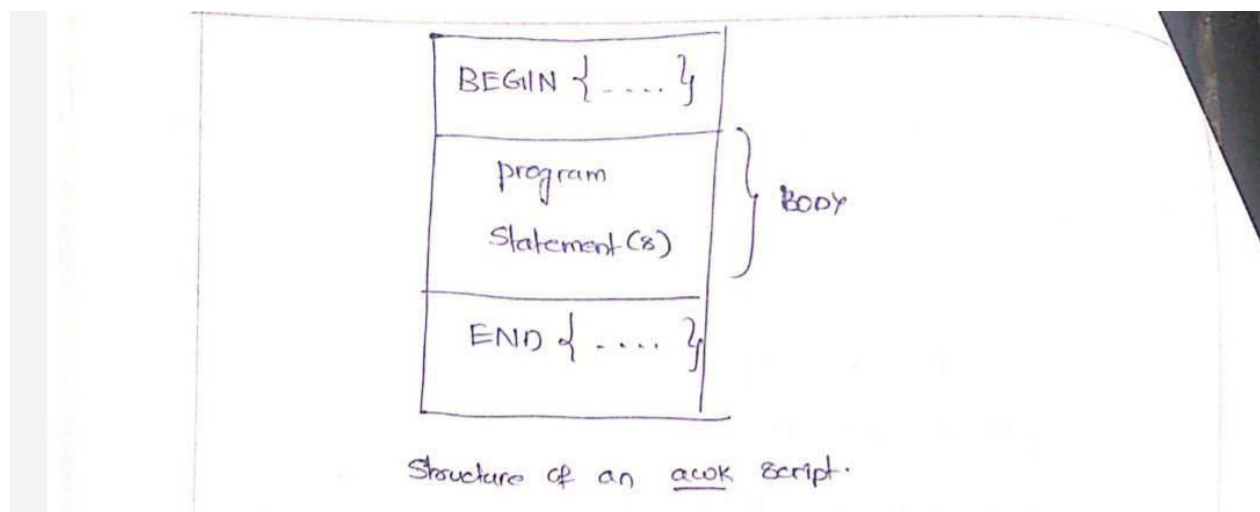 BEGIN {....}
program
BODY
Statement(s)
END {....}
Structure of an awk script.